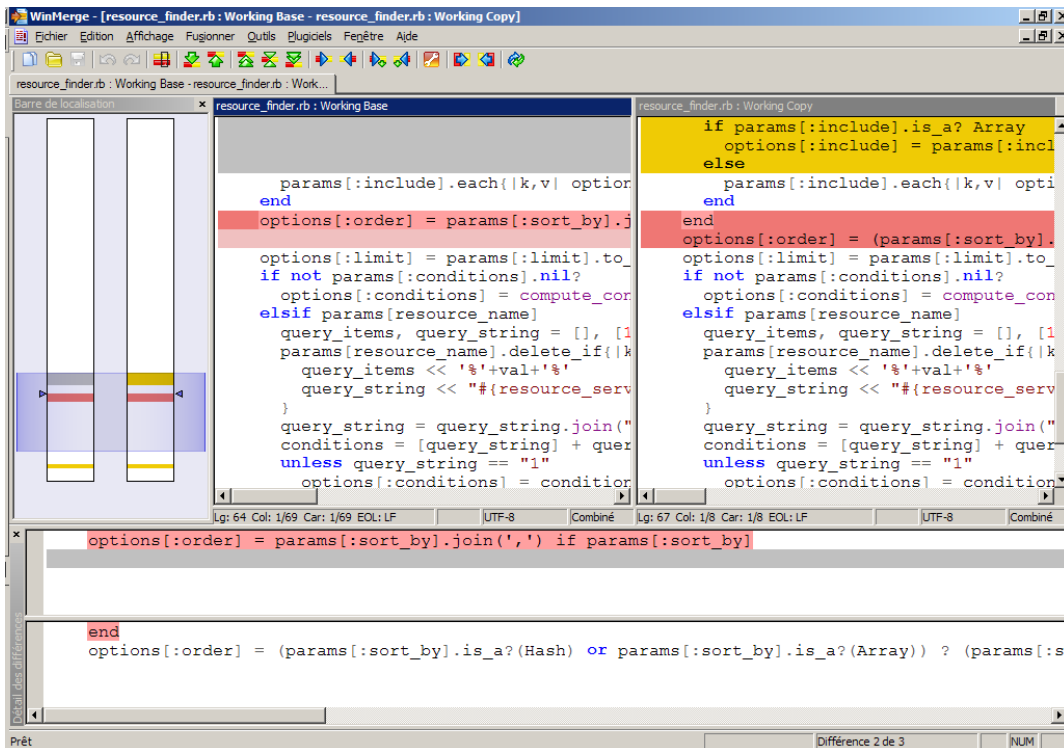 WinMerge - [resource_finder.rb : Working Base - resource_finder.rb : Working Copy]
Fichier Edition Affichage Fusionner Outils Plugiciels Fenêtre Aide
resource_finder.rb : Working Base - resource_finder.rb : Work...
Barre de localisation
resource_finder.rb : Working Base
params[:include].each{|k,v| option
end
options[:order] = params[:sort_by].j
options[:limit] = params[:limit].to_
if not params[:conditions].nil?
options[:conditions] = compute_con
elsif params[resource_name]
query_items, query_string = [], [1
params[resource_name].delete_if{|k
query_items << '%'+val+'%'
query_string << "#{resource_serv
}
query_string = query_string.join("
conditions = [query_string] + quer
unless query_string == "1"
options[:conditions] = condition
Lg: 64 Col: 1/69 Car: 1/69 EOL: LF
UTF-8
Combiné
resource_finder.rb : Working Copy
if params[:include].is_a? Array
options[:include] = params[:incl
else
params[:include].each{|k,v| opti
end
end
options[:order] = (params[:sort_by].
options[:limit] = params[:limit].to_
if not params[:conditions].nil?
options[:conditions] = compute_con
elsif params[resource_name]
query_items, query_string = [], [1
params[resource_name].delete_if{|k
query_items << '%'+val+'%'
query_string << "#{resource_serv
}
query_string = query_string.join("
conditions = [query_string] + quer
unless query_string == "1"
options[:conditions] = condition
Lg: 67 Col: 1/8 Car: 1/8 EOL: LF
UTF-8
Combiné
Détail des différences
options[:order] = params[:sort_by].join(',') if params[:sort_by]
end
options[:order] = (params[:sort_by].is_a?(Hash) or params[:sort_by].is_a?(Array)) ? (params[:s
Prêt
Différence 2 de 3
NUM